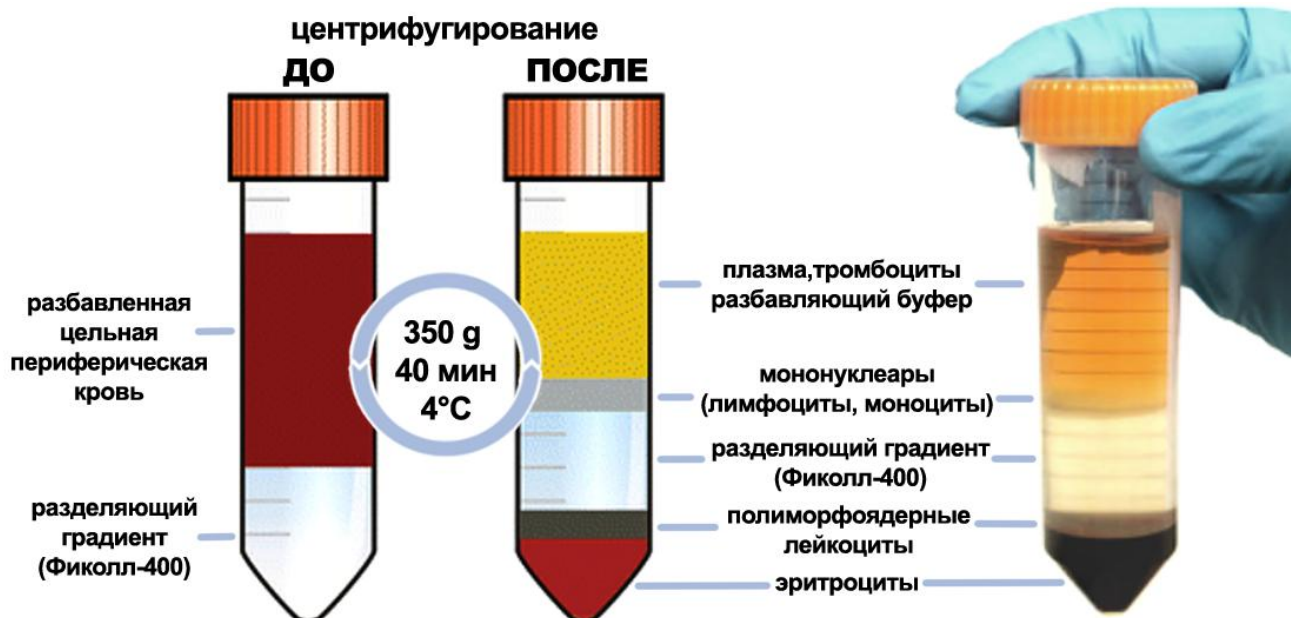 центрифугирование
ДО
ПОСЛЕ
разбавленная
цельная
периферическая
кровь
разделяющий
градиент
(Фиколл-400)
350 g
40 мин
4°C
плазма,тромбоциты
разбавляющий буфер
мононуклеары
(лимфоциты, моноциты)
разделяющий градиент
(Фиколл-400)
полиморфоядерные
лейкоциты
эритроциты